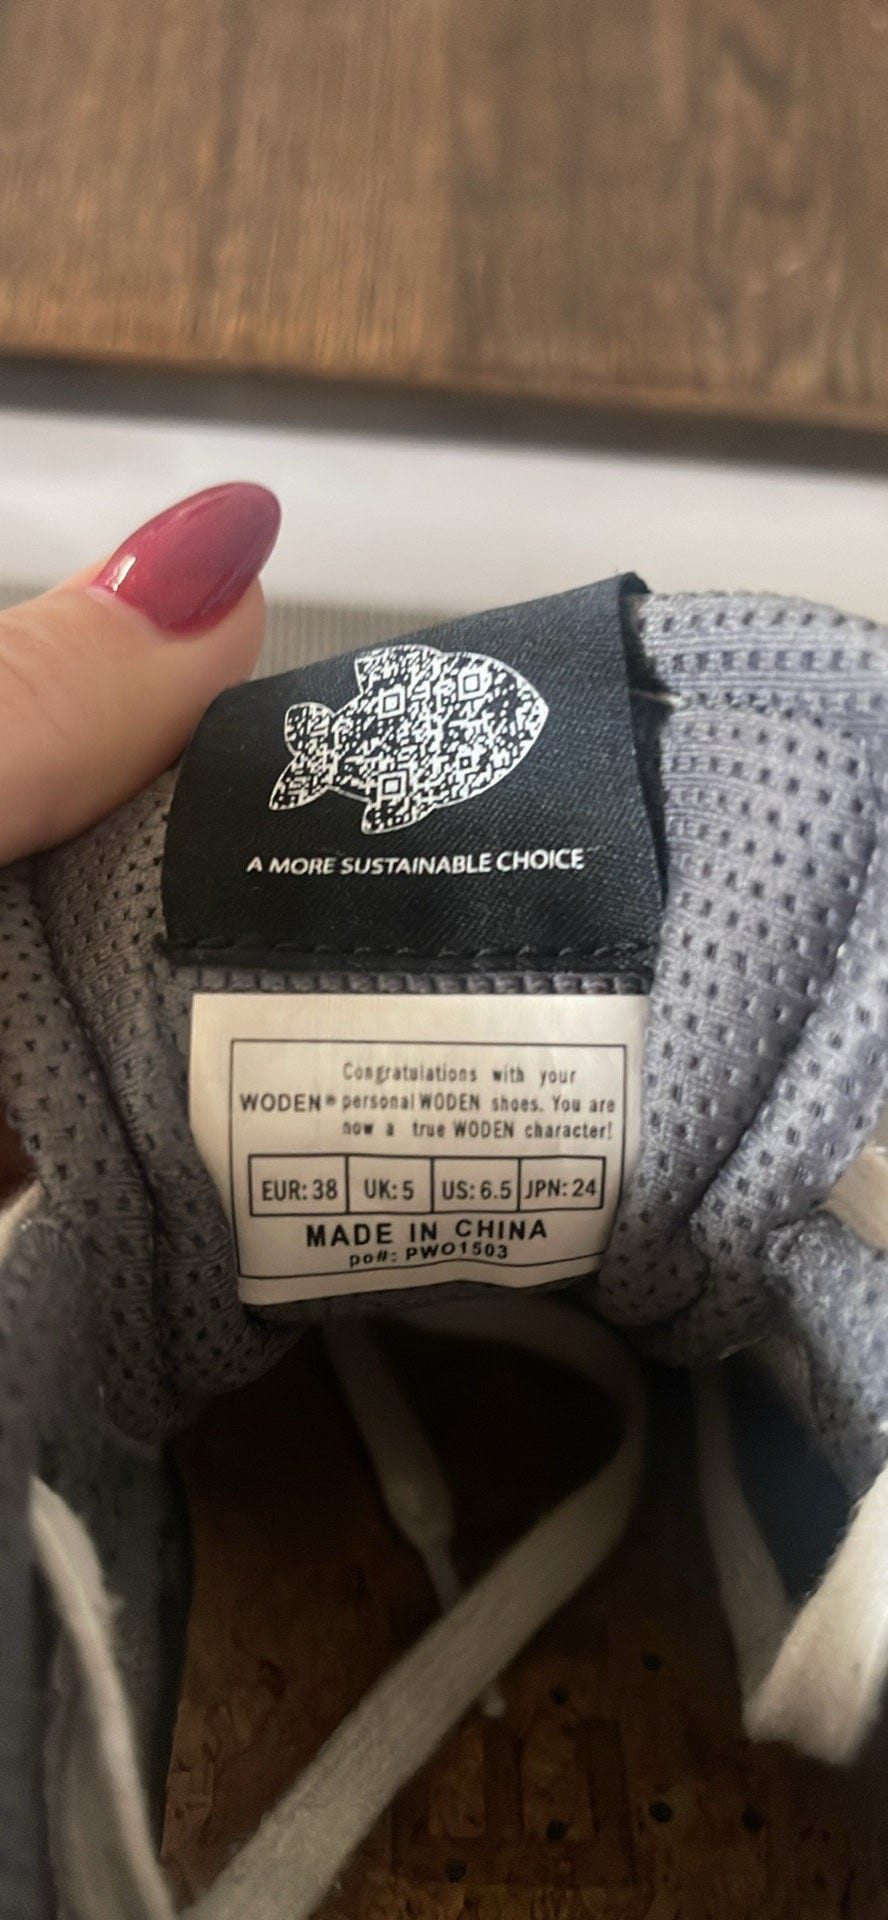 A MORE SUSTAINABLE CHOICE
Congratulations with your
WODEN® personal WODEN shoes. You are
now a true WODEN character!
EUR: 38 UK: 5 US: 6.5 JPN: 24
MADE IN CHINA
po#: PWO1503